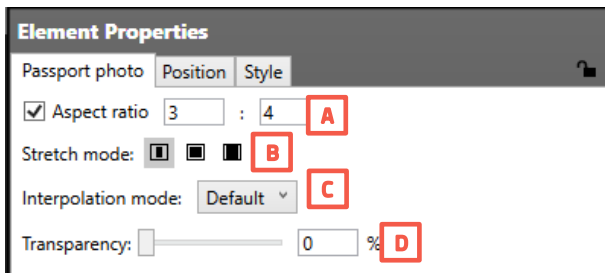 Element Properties
Passport photo Position Style
Aspect ratio 3 : 4 A
Stretch mode: B
Interpolation mode: Default C
Transparency: 0 % D